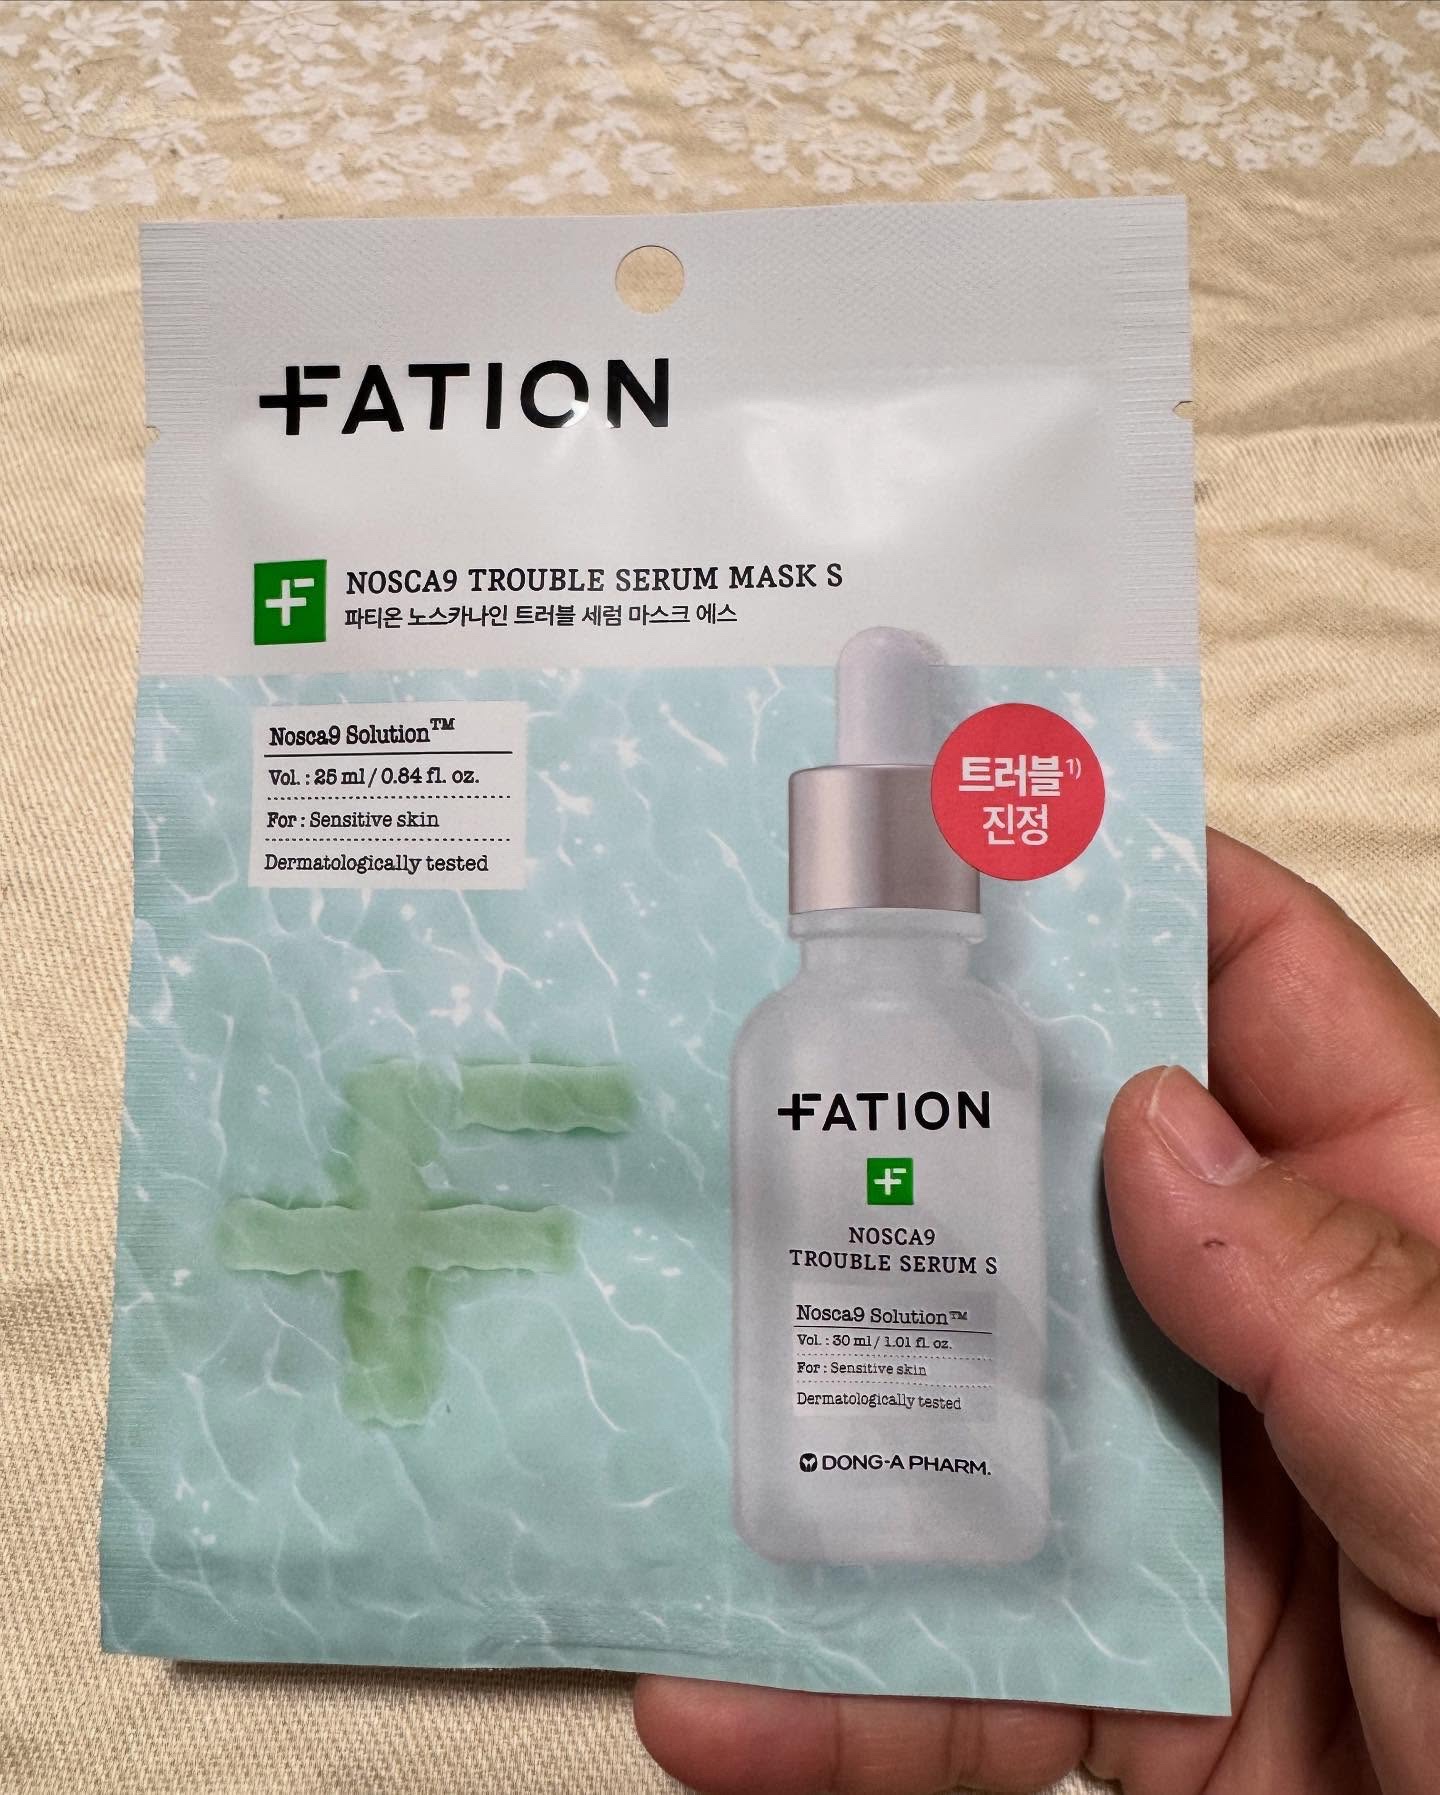 FATION
NOSCA9 TROUBLE SERUM MASK S
파티온 노스카나인 트러블 세럼 마스크 에스
Nosca9 Solution™
Vol. : 25 ml / 0.84 fl. oz.
For : Sensitive skin
Dermatologically tested
트러블1)
진정
FATION
NOSCA9
TROUBLE SERUM S
Nosca9 Solution™
Vol. : 30 ml / 1.01 fl. oz.
For : Sensitive skin
Dermatologically tested
DONG-A PHARM.